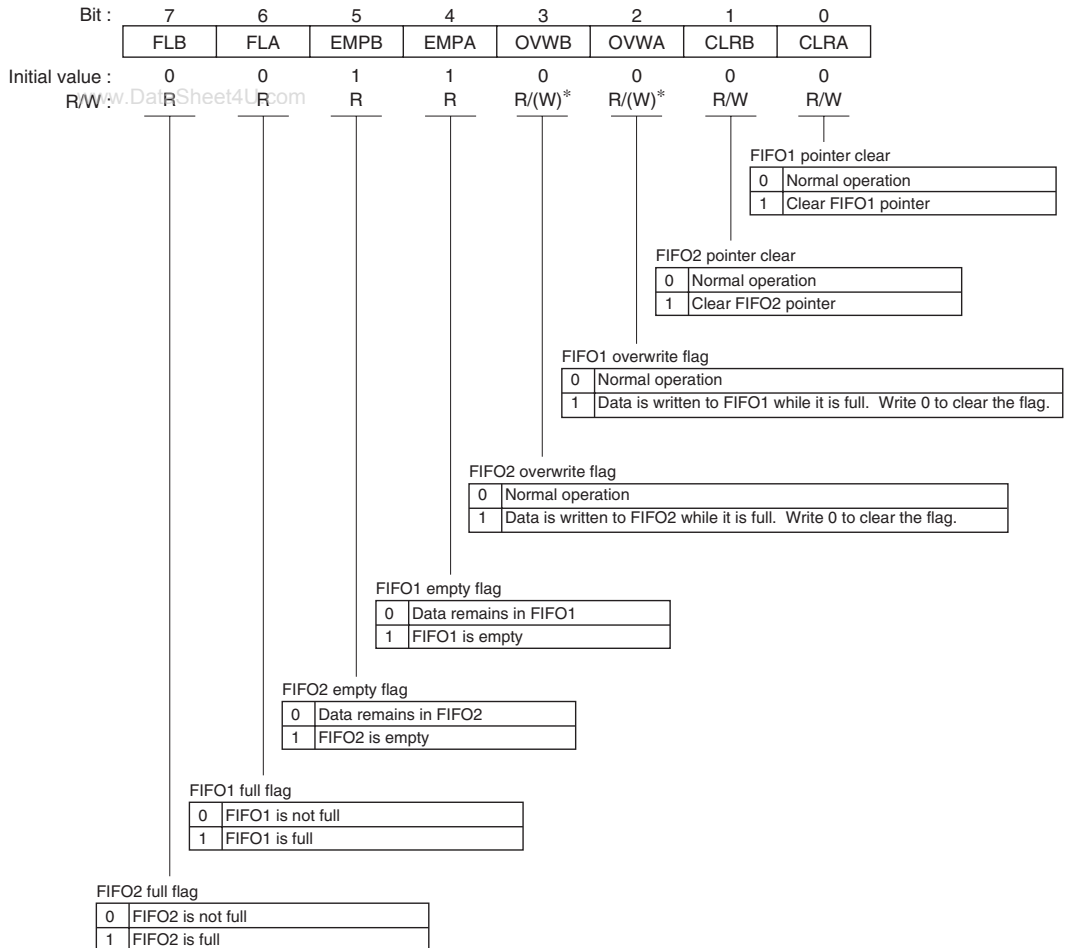 Bit : 7 6 5 4 3 2 1 0
FLB FLA EMPB EMPA OVWB OVWA CLRB CLRA
Initial value : 0 0 1 1 0 0 0 0
R/W : R R R R R/(W)* R/(W)* R/W R/W
www.DataSheet4U.com
FIFO1 pointer clear
0 Normal operation
1 Clear FIFO1 pointer
FIFO2 pointer clear
0 Normal operation
1 Clear FIFO2 pointer
FIFO1 overwrite flag
0 Normal operation
1 Data is written to FIFO1 while it is full. Write 0 to clear the flag.
FIFO2 overwrite flag
0 Normal operation
1 Data is written to FIFO2 while it is full. Write 0 to clear the flag.
FIFO1 empty flag
0 Data remains in FIFO1
1 FIFO1 is empty
FIFO2 empty flag
0 Data remains in FIFO2
1 FIFO2 is empty
FIFO1 full flag
0 FIFO1 is not full
1 FIFO1 is full
FIFO2 full flag
0 FIFO2 is not full
1 FIFO2 is full